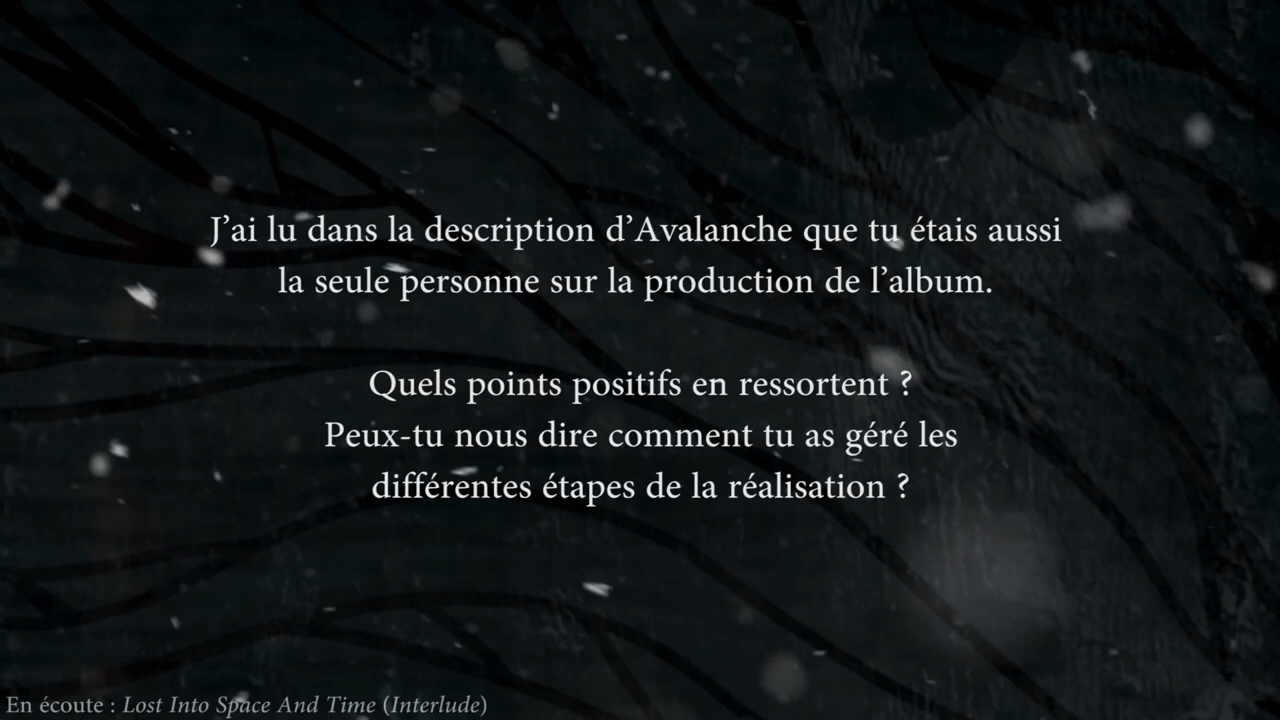 J’ai lu dans la description d’Avalanche que tu étais aussi
la seule personne sur la production de l’album.
Quels points positifs en ressortent ?
Peux-tu nous dire comment tu as géré les
différentes étapes de la réalisation ?
En écoute : Lost Into Space And Time (Interlude)